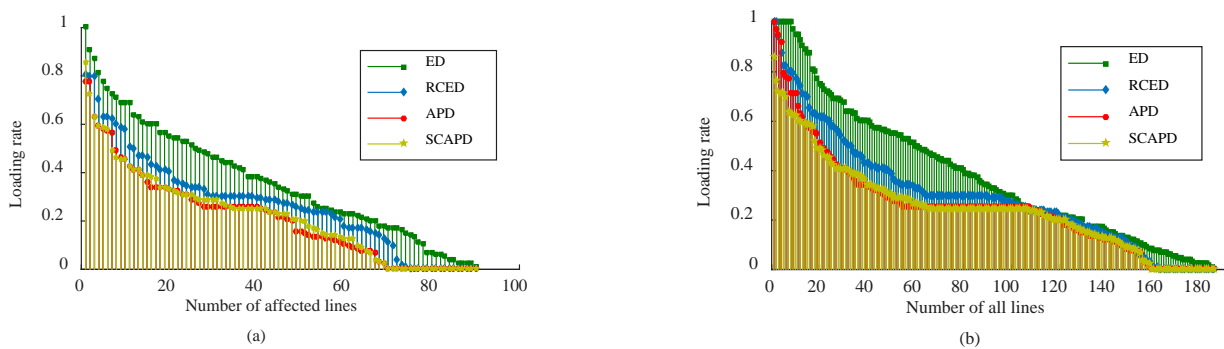 1
0.8
0.6
0.4
0.2
0
0
20
40
60
80
100
Loading rate
Number of affected lines
ED
RCED
APD
SCAPD
(a)
1
0.8
0.6
0.4
0.2
0
0
20
40
60
80
100
120
140
160
180
Loading rate
Number of all lines
ED
RCED
APD
SCAPD
(b)